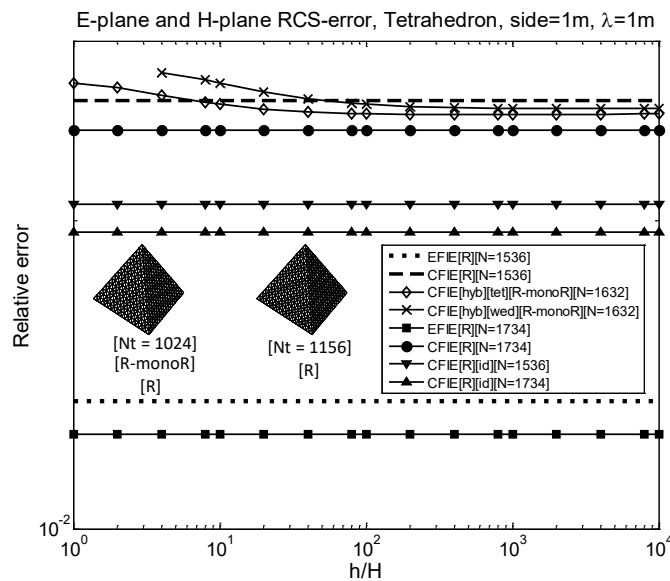 E-plane and H-plane RCS-error, Tetrahedron, side=1m, λ=1m
Relative error
EFIE[R][N=1536]
CFIE[R][N=1536]
CFIE[hyb][tet][R-monoR][N=1632]
CFIE[hyb][wed][R-monoR][N=1632]
EFIE[R][N=1734]
CFIE[R][N=1734]
CFIE[R][id][N=1536]
CFIE[R][id][N=1734]
[Nt = 1024]
[R-monoR]
[R]
[Nt = 1156]
[R]
10^-2
10^0 10^1 10^2 10^3 10^4
h/H